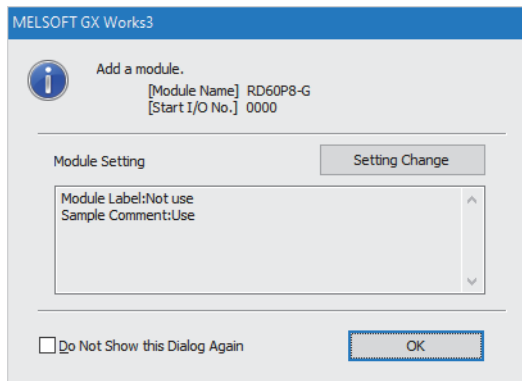 MELSOFT GX Works3
Add a module.
[Module Name] RD60P8-G
[Start I/O No.] 0000
Module Setting
Setting Change
Module Label:Not use
Sample Comment:Use
Do Not Show this Dialog Again
OK